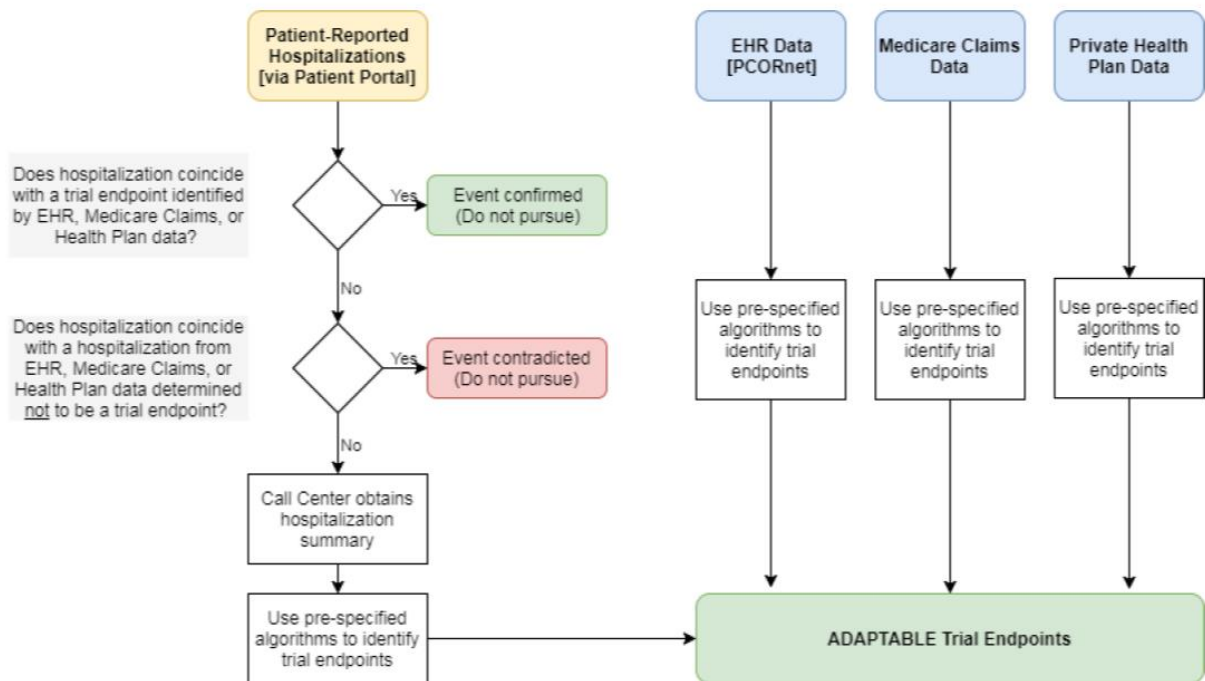 Patient-Reported
Hospitalizations
[via Patient Portal]
EHR Data
[PCORnet]
Medicare Claims
Data
Private Health
Plan Data
Does hospitalization coincide
with a trial endpoint identified
by EHR, Medicare Claims, or
Health Plan data?
Yes
Event confirmed
(Do not pursue)
No
Does hospitalization coincide
with a hospitalization from
EHR, Medicare Claims, or
Health Plan data determined
not to be a trial endpoint?
Yes
Event contradicted
(Do not pursue)
No
Use pre-specified
algorithms to
identify trial
endpoints
Use pre-specified
algorithms to
identify trial
endpoints
Use pre-specified
algorithms to
identify trial
endpoints
Call Center obtains
hospitalization
summary
Use pre-specified
algorithms to identify
trial endpoints
ADAPTABLE Trial Endpoints